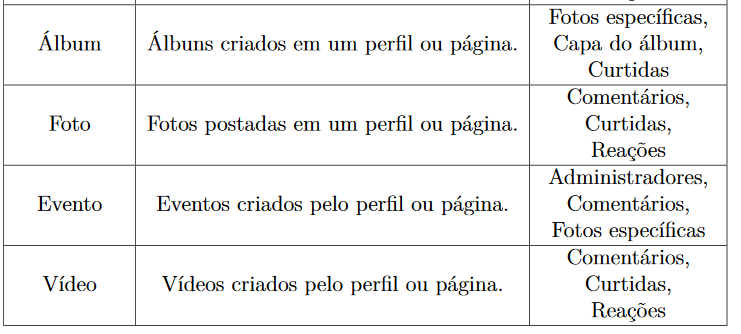 Álbum Álbuns criados em um perfil ou página. Fotos específicas,
Capa do álbum,
Curtidas
Foto Fotos postadas em um perfil ou página. Comentários,
Curtidas,
Reações
Evento Eventos criados pelo perfil ou página. Administradores,
Comentários,
Fotos específicas
Vídeo Vídeos criados pelo perfil ou página. Comentários,
Curtidas,
Reações